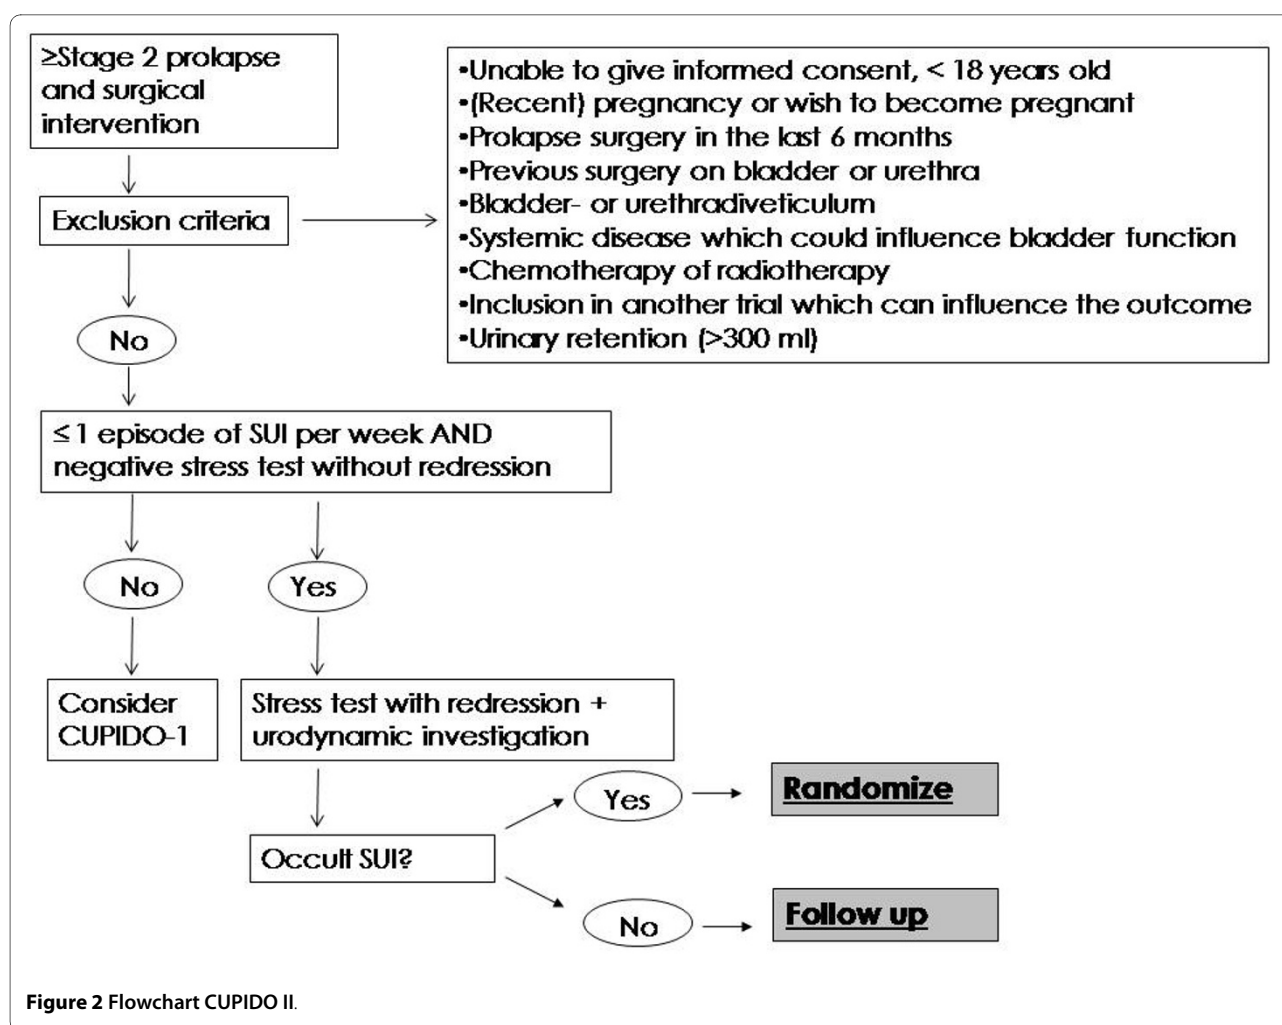 ≥Stage 2 prolapse
and surgical
intervention
•Unable to give informed consent, < 18 years old
•(Recent) pregnancy or wish to become pregnant
•Prolapse surgery in the last 6 months
•Previous surgery on bladder or urethra
•Bladder- or urethradiveticulum
•Systemic disease which could influence bladder function
•Chemotherapy of radiotherapy
•Inclusion in another trial which can influence the outcome
•Urinary retention (>300 ml)
Exclusion criteria
No
≤ 1 episode of SUI per week AND
negative stress test without redression
No
Yes
Consider
CUPIDO-1
Stress test with redression +
urodynamic investigation
Occult SUI?
Yes
Randomize
No
Follow up
Figure 2 Flowchart CUPIDO II.